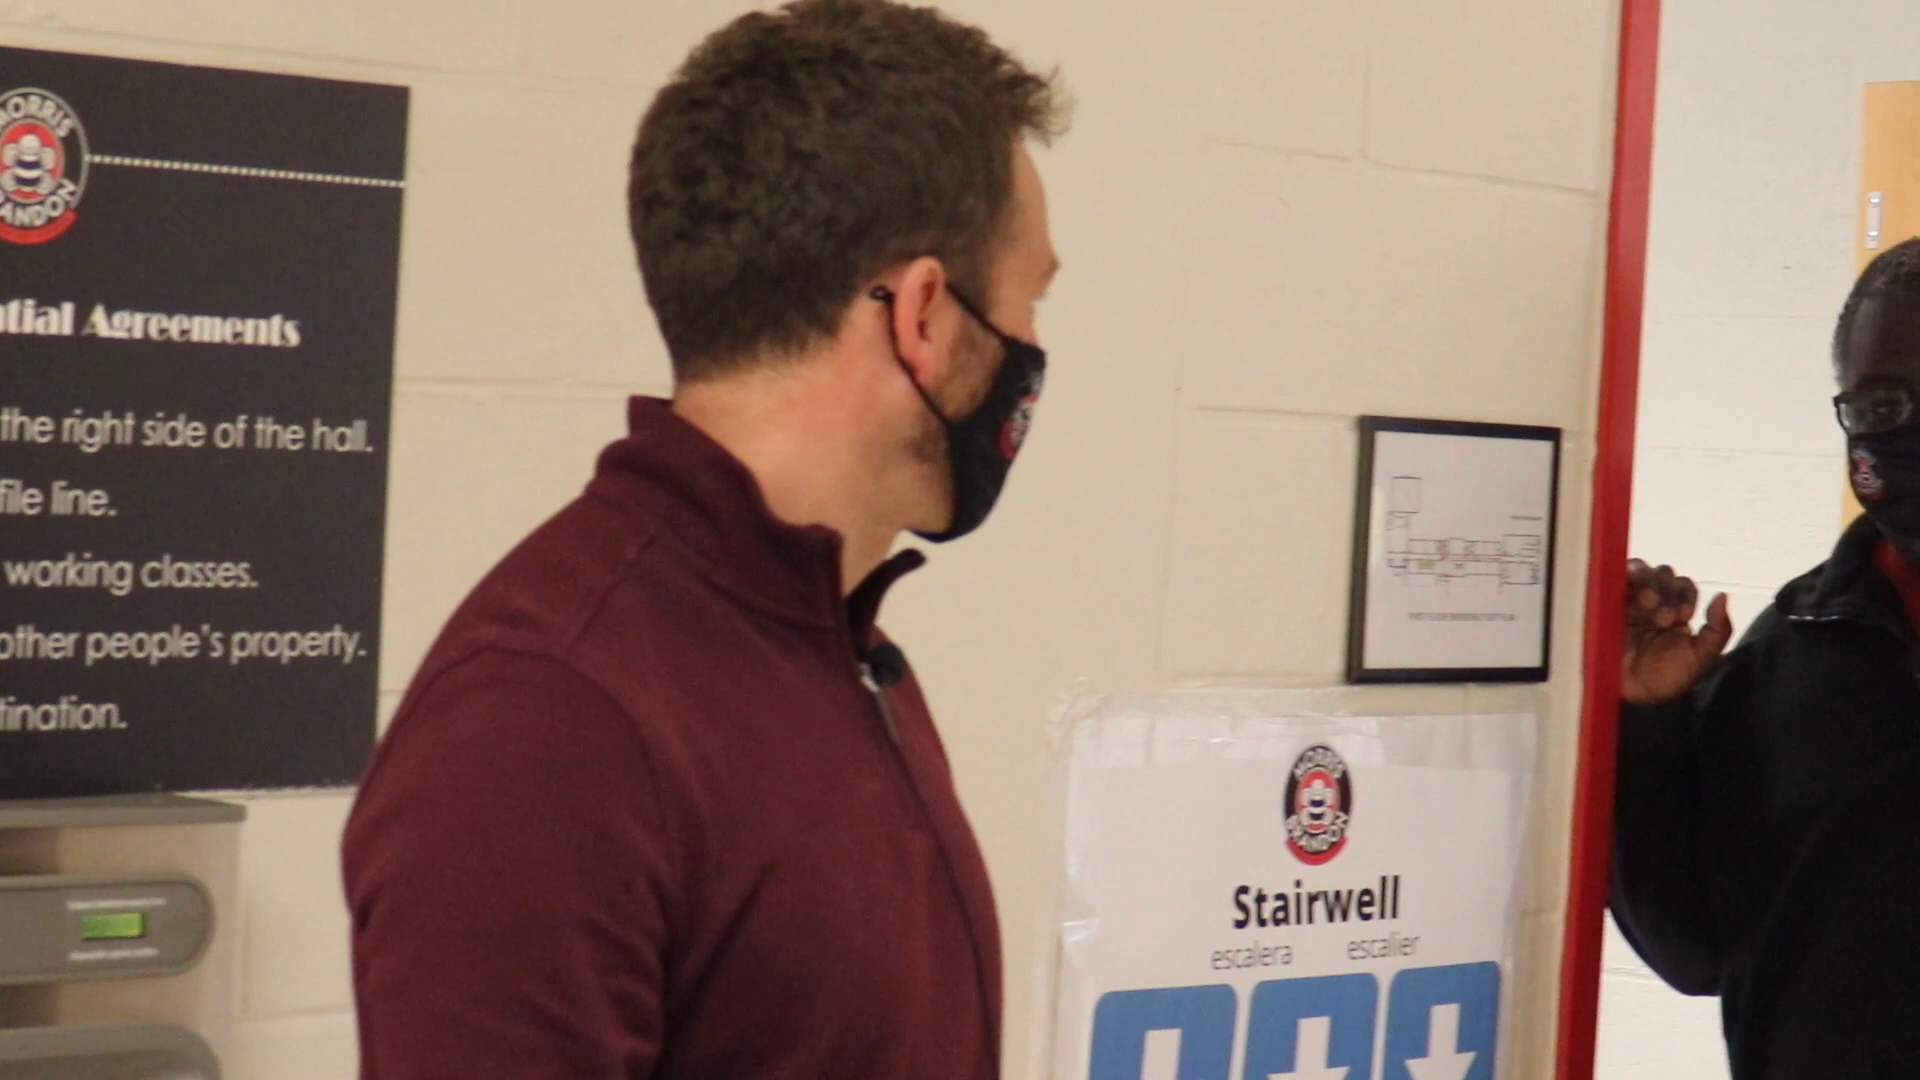 MORRIS
BRANDON
tial Agreements
the right side of the hall.
file line.
working classes.
other people's property.
tination.
MORRIS
BRANDON
Stairwell
escalera escalier